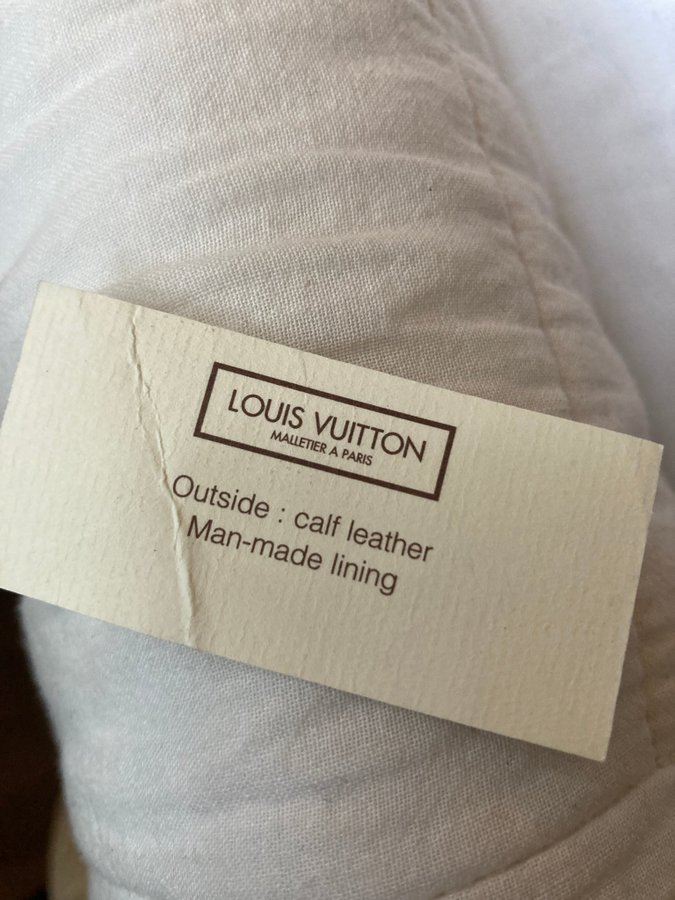 LOUIS VUITTON
MALLETIER A PARIS
Outside : calf leather
Man-made lining